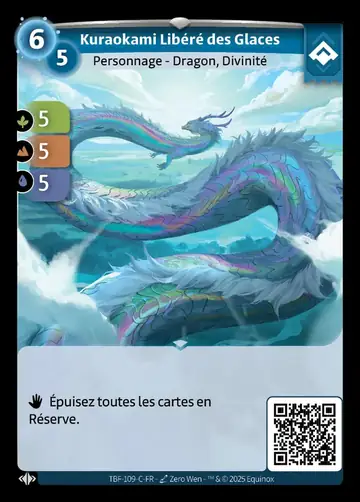 6
Kuraokami Libéré des Glaces
5
Personnage - Dragon, Divinité
5
5
5
Épuisez toutes les cartes en
Réserve.
TBF-109-C-FR - Zero Wen - ™ & © 2025 Equinox